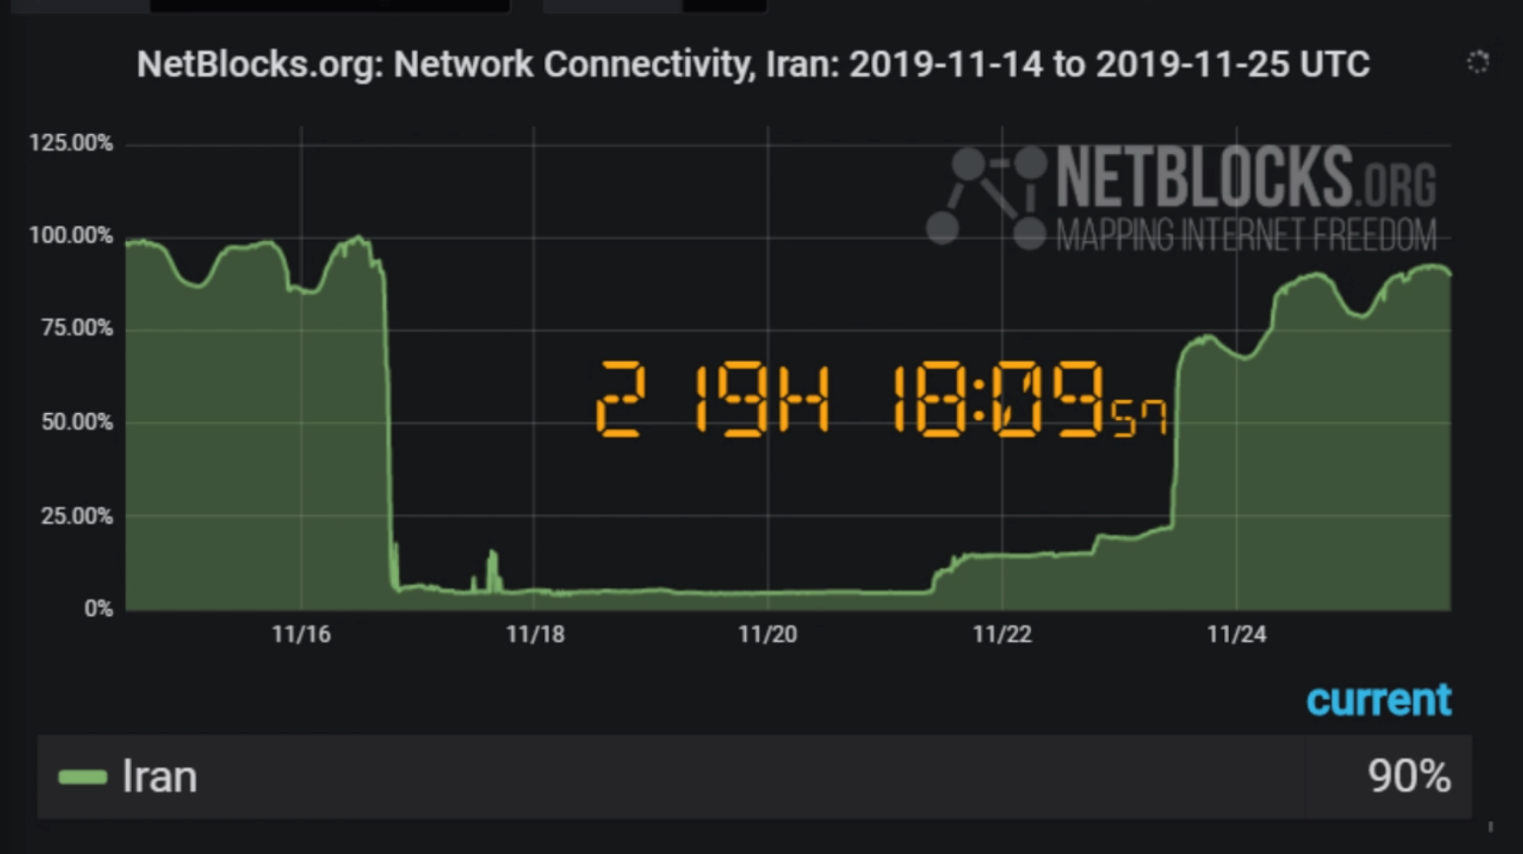 NetBlocks.org: Network Connectivity, Iran: 2019-11-14 to 2019-11-25 UTC
125.00%
NETBLOCKS.ORG
MAPPING INTERNET FREEDOM
100.00%
75.00%
2 19H 18:09 57
50.00%
25.00%
0%
11/16 11/18 11/20 11/22 11/24
current
Iran 90%